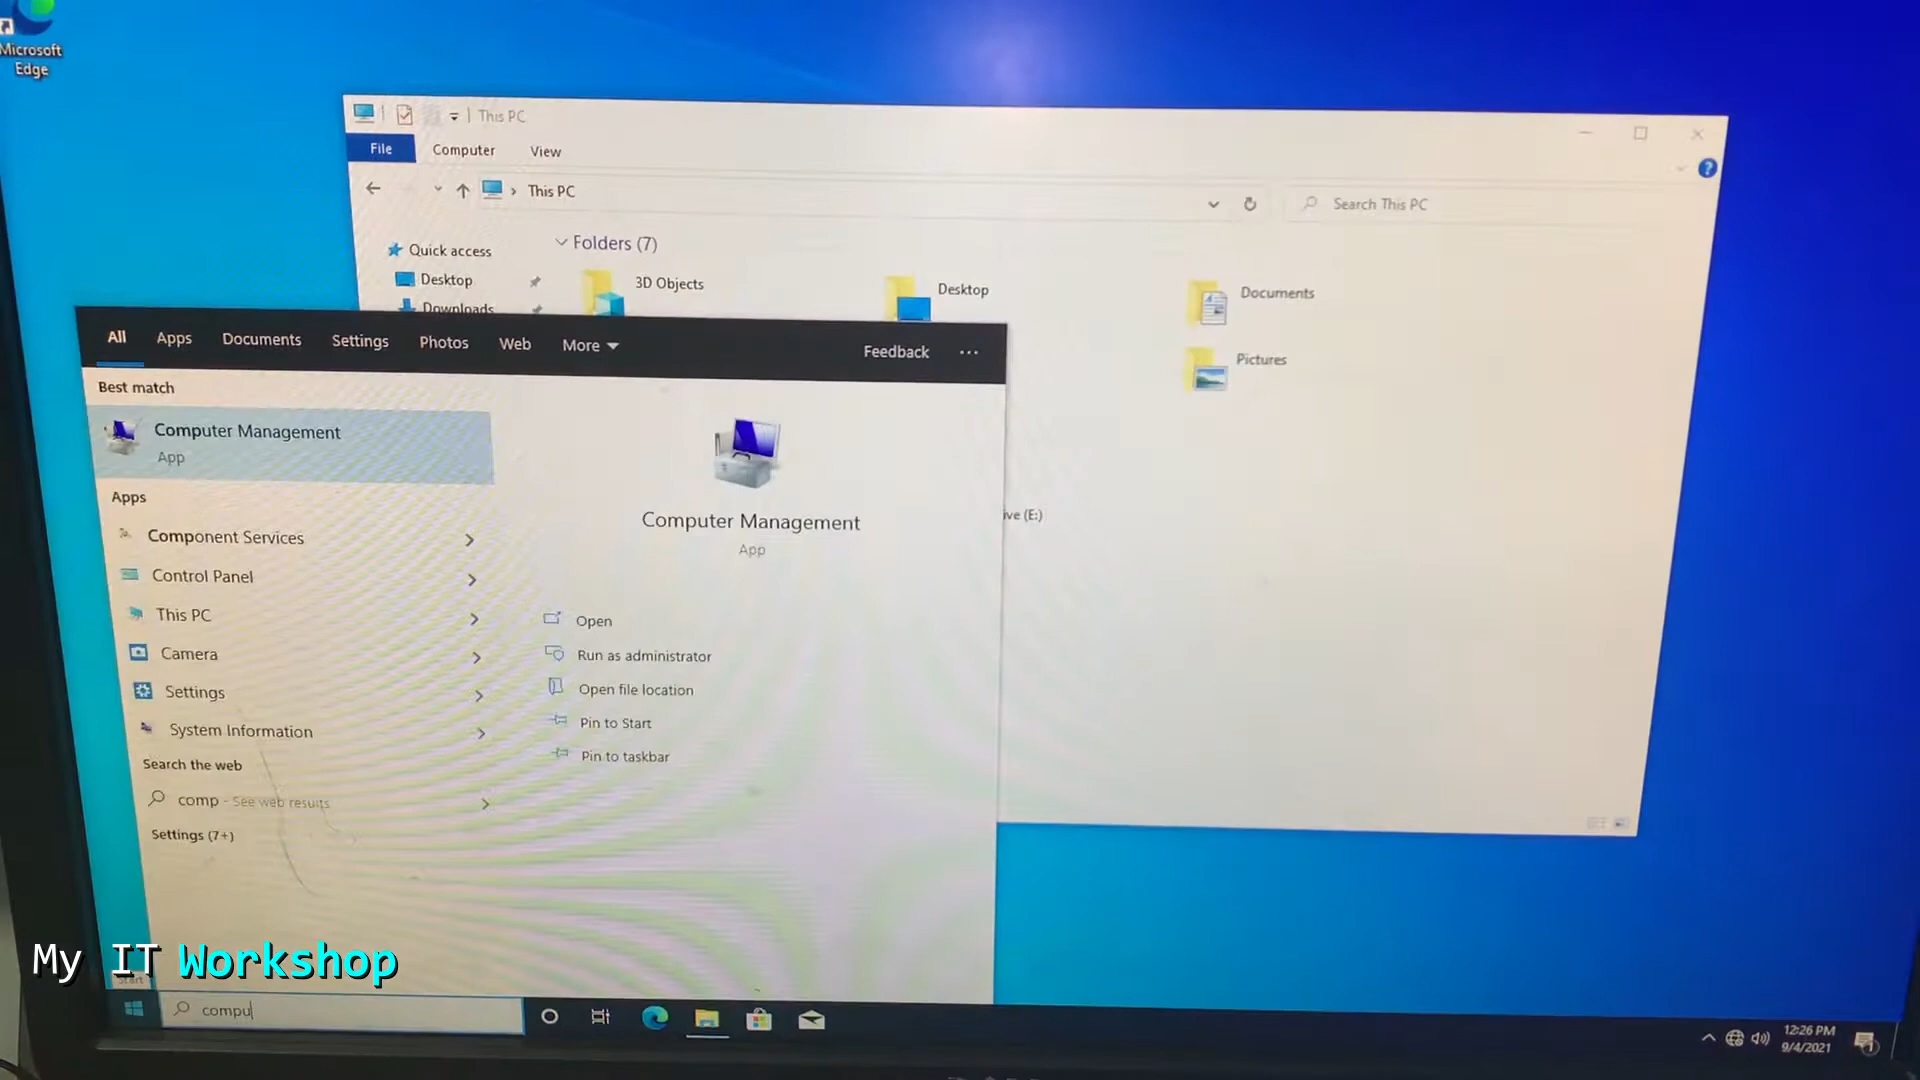 Microsoft
Edge
This PC
File
Computer
View
This PC
Search This PC
Quick access
Desktop
Downloads
Folders (7)
3D Objects
Desktop
Documents
Pictures
ive (E:)
All
Apps
Documents
Settings
Photos
Web
More
Feedback
Best match
Computer Management
App
Apps
Component Services
Control Panel
This PC
Camera
Settings
System Information
Search the web
comp - See web results
Settings (7+)
Computer Management
App
Open
Run as administrator
Open file location
Pin to Start
Pin to taskbar
My IT Workshop
Start
compu
12:26 PM
9/4/2021